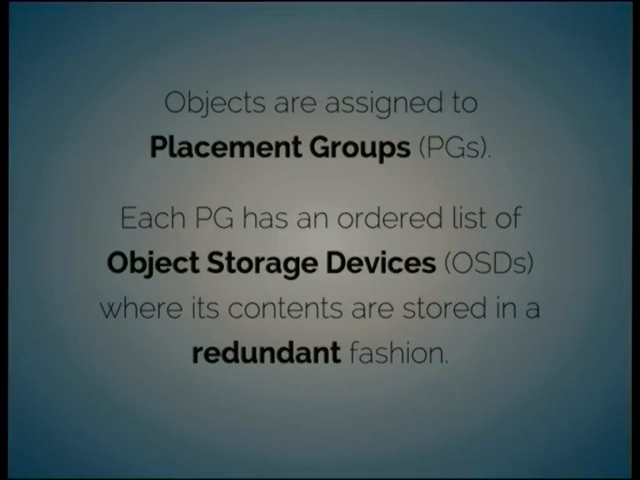 Objects are assigned to
Placement Groups (PGs).
Each PG has an ordered list of
Object Storage Devices (OSDs)
where its contents are stored in a
redundant fashion.